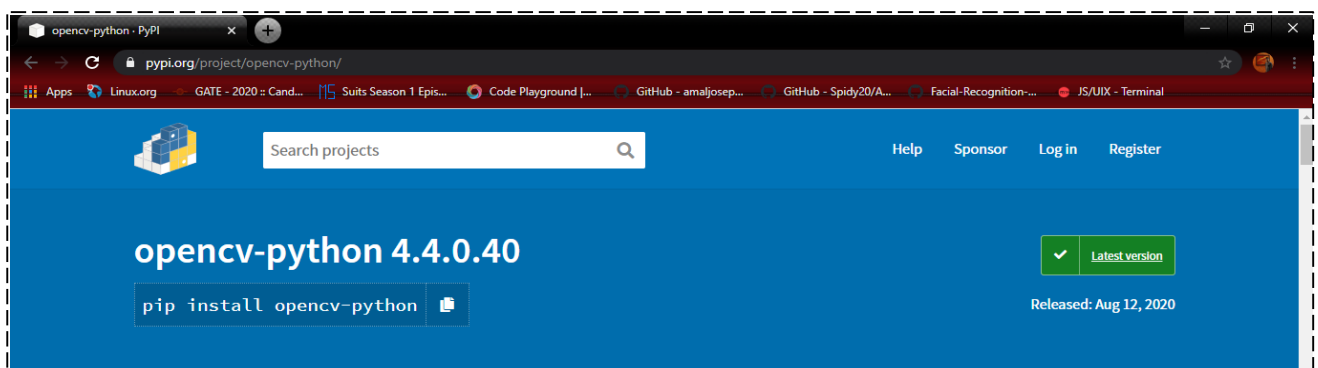 opencv-python · PyPI
pypi.org/project/opencv-python/
Apps Linux.org GATE - 2020 :: Cand... Suits Season 1 Epis... Code Playground |... GitHub - amaljosep... GitHub - Spidy20/A... Facial-Recognition-... JS/UIX - Terminal
Search projects Help Sponsor Log in Register
opencv-python 4.4.0.40
Latest version
pip install opencv-python
Released: Aug 12, 2020